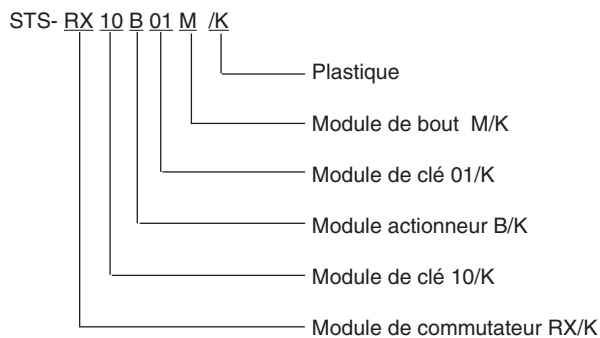 STS- RX 10 B 01 M /K
Plastique
Module de bout M/K
Module de clé 01/K
Module actionneur B/K
Module de clé 10/K
Module de commutateur RX/K